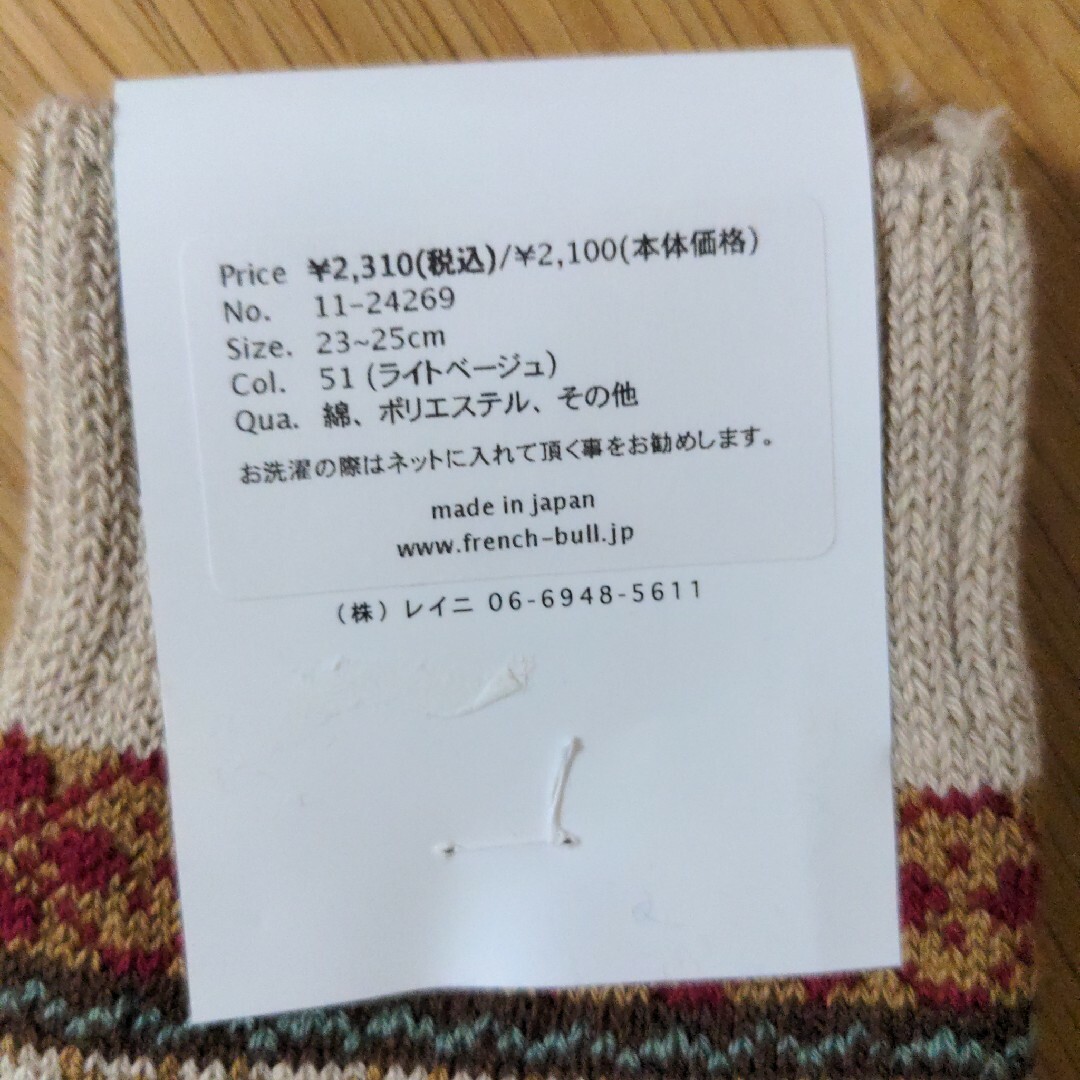 Price ¥2,310(税込)/¥2,100(本体価格)
No. 11-24269
Size. 23~25cm
Col. 51 (ライトベージュ)
Qua. 綿、ポリエステル、その他
お洗濯の際はネットに入れて頂く事をお勧めします。
made in japan
www.french-bull.jp
(株) レイニ 06-6948-5611